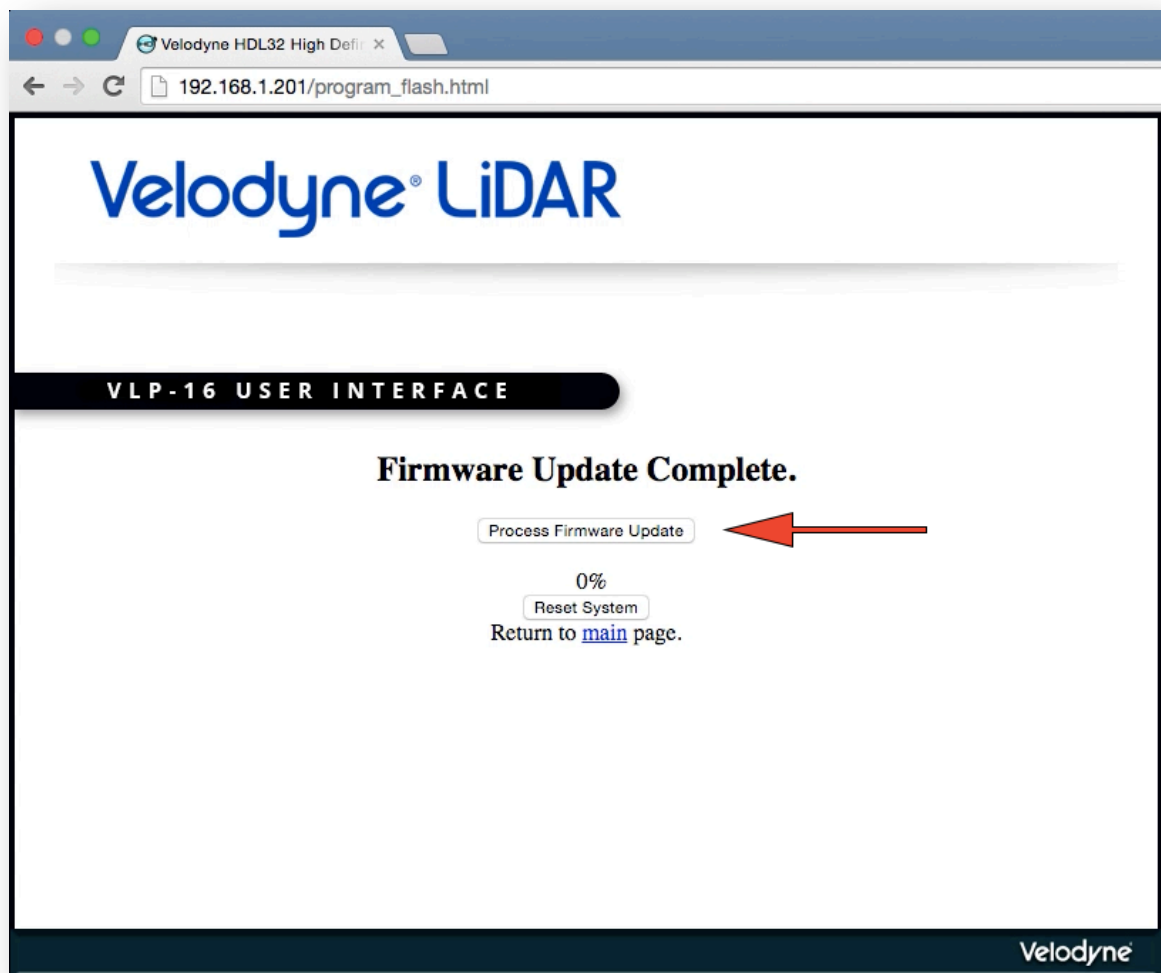 Velodyne HDL32 High Defi
192.168.1.201/program_flash.html
Velodyne® LiDAR
VLP-16 USER INTERFACE
Firmware Update Complete.
Process Firmware Update
0%
Reset System
Return to main page.
Velodyne